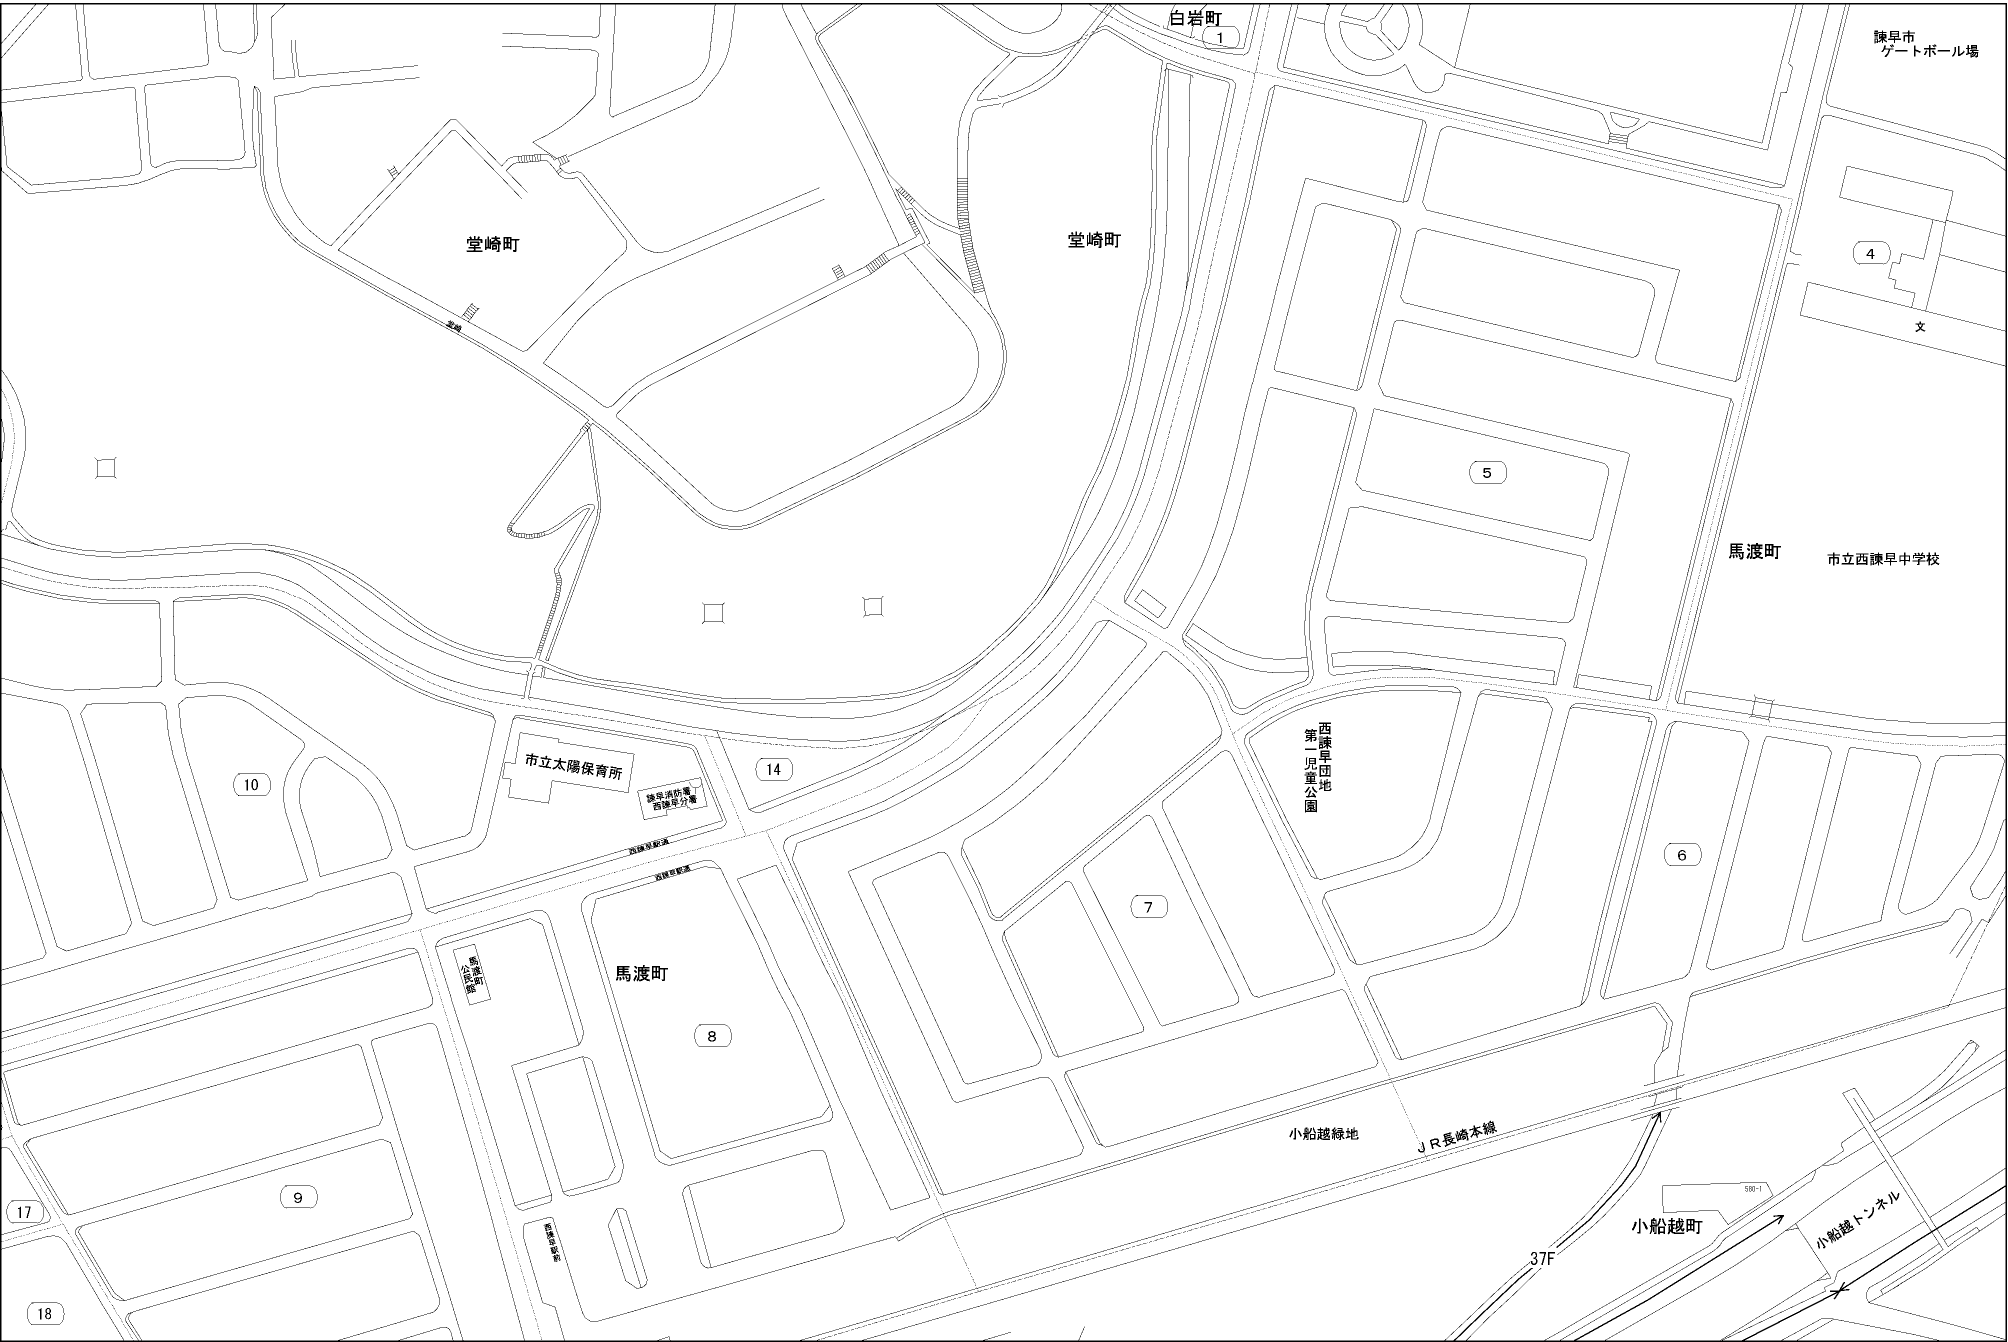 白岩町
1
諫早市
ゲートボール場
堂崎町
堂崎町
4
文
堂崎
5
馬渡町
市立西諫早中学校
西諫早団地
第一児童公園
市立太陽保育所
14
10
諫早消防署
西諫早分署
西諫早駅通
西諫早駅通
6
7
馬渡町
公民館
馬渡町
8
小船越緑地
JR長崎本線
9
17
580-1
小船越町
小船越トンネル
西諫早駅前
37F
18